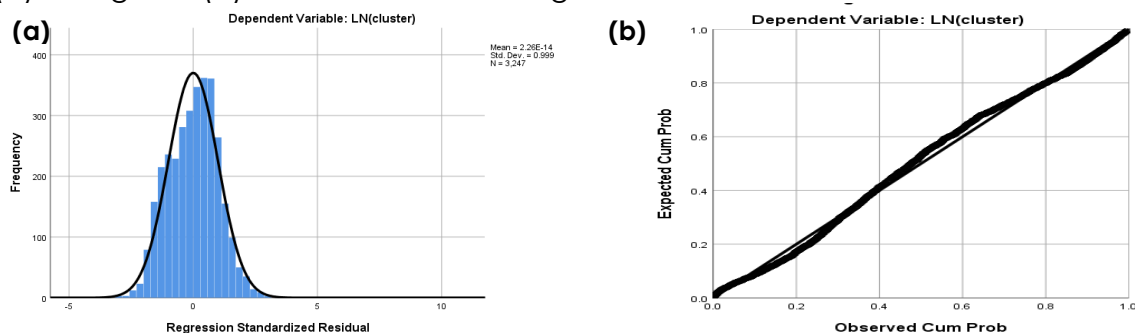 Dependent Variable: LN(cluster)
(a)
Mean = 2.26E-14
Std. Dev. = 0.999
N = 3,247
400
300
200
100
0
Frequency
-5
0
5
10
Regression Standardized Residual
Dependent Variable: LN(cluster)
(b)
1.0
0.8
0.6
0.4
0.2
0.0
Expected Cum Prob
0.0
0.2
0.4
0.6
0.8
1.0
Observed Cum Prob